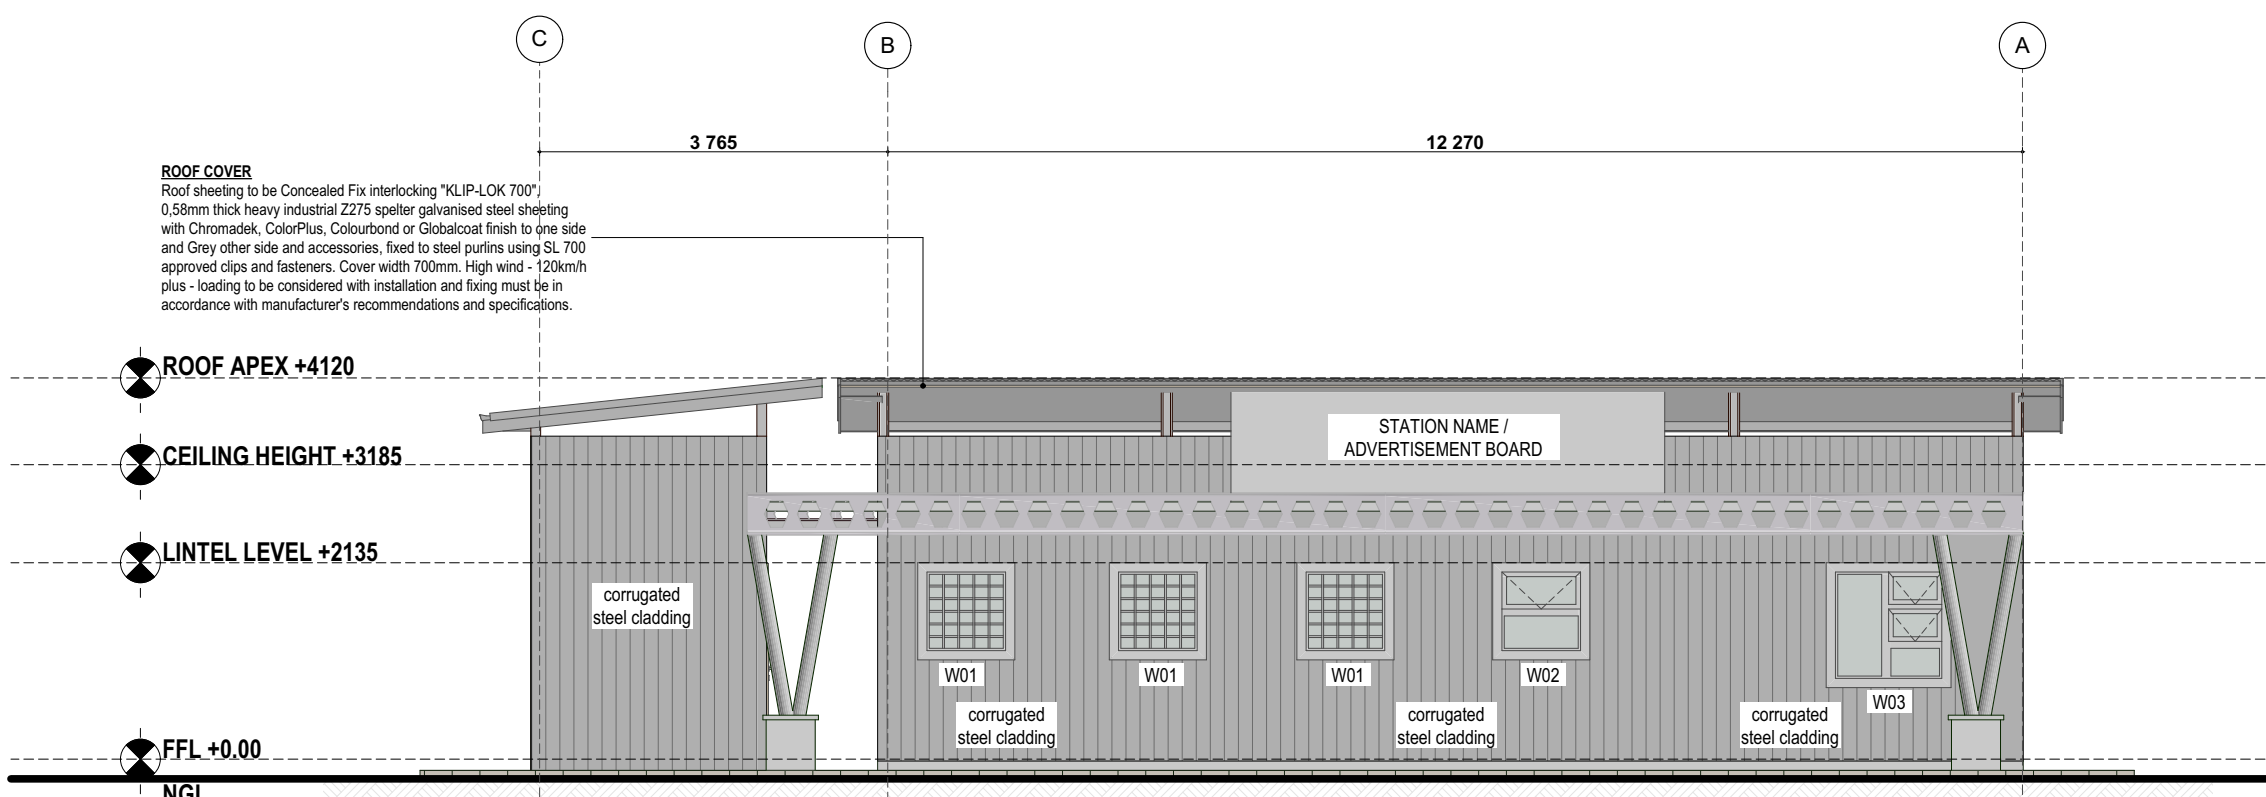 C
B
A
3 765
12 270
ROOF COVER
Roof sheeting to be Concealed Fix interlocking "KLIP-LOK 700",
0,58mm thick heavy industrial Z275 spelter galvanised steel sheeting
with Chromadek, ColorPlus, Colourbond or Globalcoat finish to one side
and Grey other side and accessories, fixed to steel purlins using SL 700
approved clips and fasteners. Cover width 700mm. High wind - 120km/h
plus - loading to be considered with installation and fixing must be in
accordance with manufacturer's recommendations and specifications.
ROOF APEX +4120
STATION NAME /
ADVERTISEMENT BOARD
CEILING HEIGHT +3185
LINTEL LEVEL +2135
corrugated
steel cladding
W01
W01
W01
W02
W03
corrugated
steel cladding
corrugated
steel cladding
corrugated
steel cladding
FFL +0.00
NGL